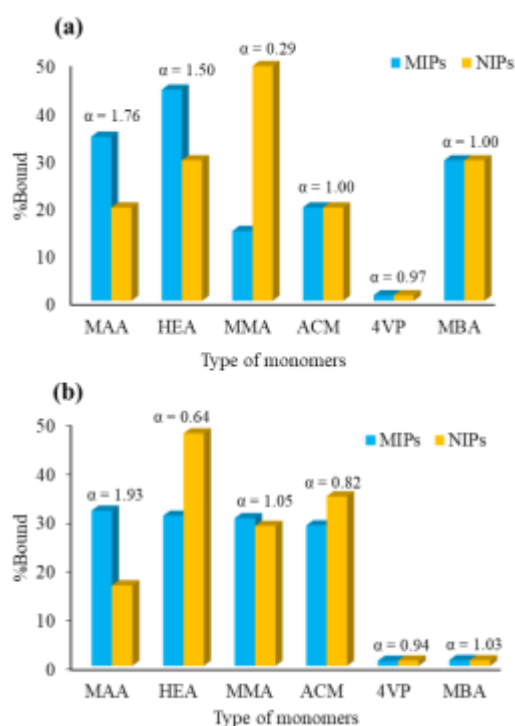 (a)
50
40
30
20
10
0
%Bound
MIPs NIPs
α = 1.76
α = 1.50
α = 0.29
α = 1.00
α = 0.97
α = 1.00
MAA HEA MMA ACM 4VP MBA
Type of monomers
(b)
50
40
30
20
10
0
%Bound
MIPs NIPs
α = 1.93
α = 0.64
α = 1.05
α = 0.82
α = 0.94
α = 1.03
MAA HEA MMA ACM 4VP MBA
Type of monomers